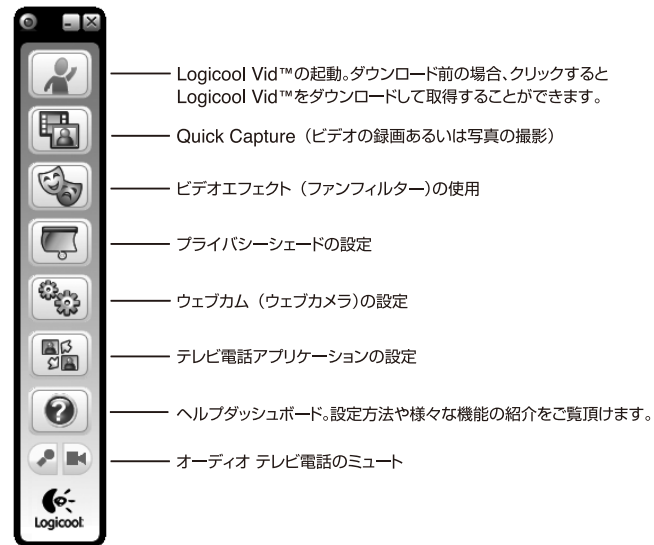 Logicool Vid™の起動。ダウンロード前の場合、クリックすると
Logicool Vid™をダウンロードして取得することができます。
Quick Capture（ビデオの録画あるいは写真の撮影）
ビデオエフェクト（ファンフィルター）の使用
プライバシーシェードの設定
ウェブカム（ウェブカメラ）の設定
テレビ電話アプリケーションの設定
?
ヘルプダッシュボード。設定方法や様々な機能の紹介をご覧頂けます。
オーディオ テレビ電話のミュート
Logicool